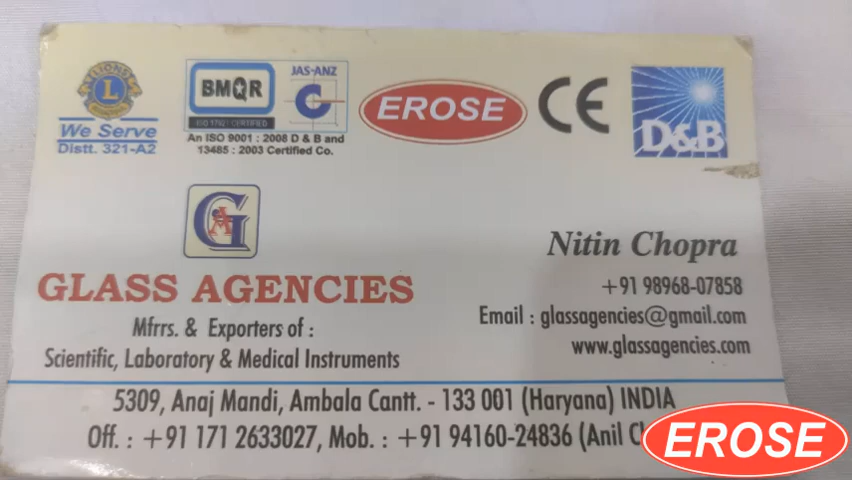 LIONS
L
We Serve
Distt. 321-A2
BMQR
ISO 17021 CERTIFIED
JAS-ANZ
An ISO 9001 : 2008 D & B and
13485 : 2003 Certified Co.
EROSE
CE
D&B
GLASS AGENCIES
Mfrrs. & Exporters of :
Scientific, Laboratory & Medical Instruments
Nitin Chopra
+91 98968-07858
Email : glassagencies@gmail.com
www.glassagencies.com
5309, Anaj Mandi, Ambala Cantt. - 133 001 (Haryana) INDIA
Off. : +91 171 2633027, Mob. : +91 94160-24836 (Anil
EROSE